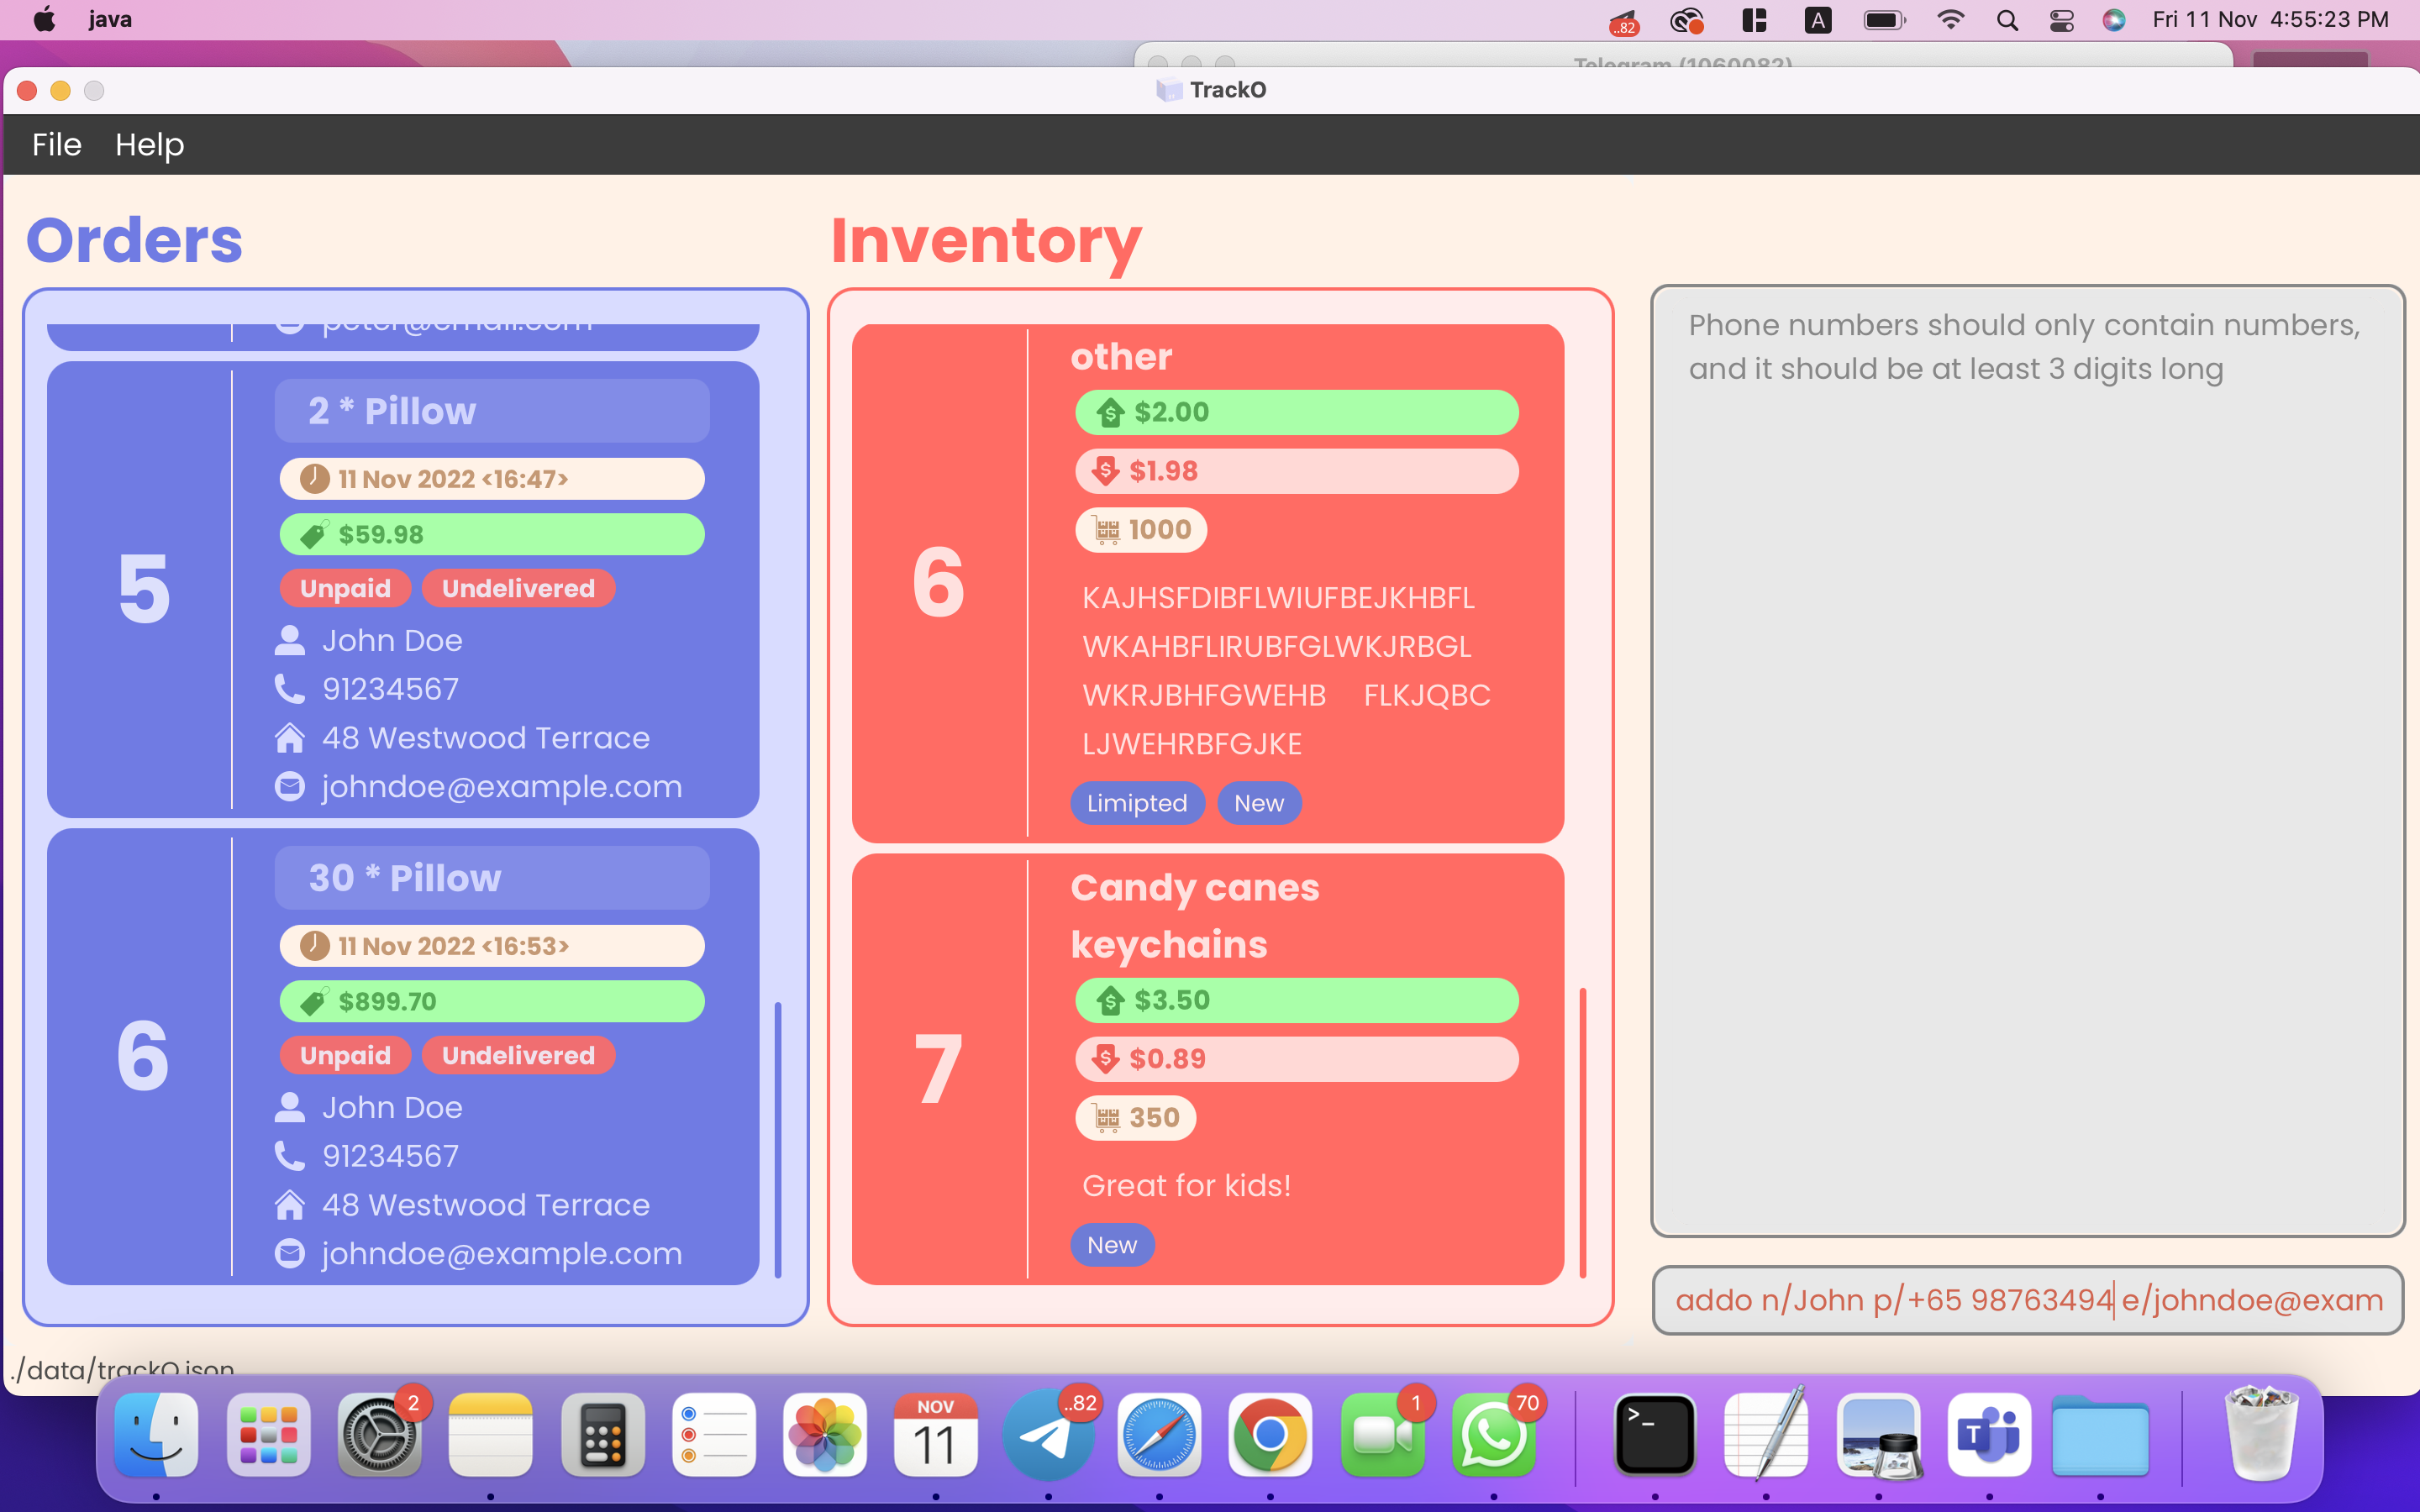 java
..82
A
Fri 11 Nov 4:55:23 PM
Telegram (1060082)
TrackO
File Help
Orders
peter@email.com
5
2 * Pillow
11 Nov 2022 <16:47>
$59.98
Unpaid Undelivered
John Doe
91234567
48 Westwood Terrace
johndoe@example.com
6
30 * Pillow
11 Nov 2022 <16:53>
$899.70
Unpaid Undelivered
John Doe
91234567
48 Westwood Terrace
johndoe@example.com
Inventory
6
other
$2.00
$1.98
1000
KAJHSFDIBFLWIUFBEJKHBFL
WKAHBFLIRUBFGLWKJRBGL
WKRJBHFGWEHB FLKJQBC
LJWEHRBFGJKE
Limipted New
7
Candy canes
keychains
$3.50
$0.89
350
Great for kids!
New
Phone numbers should only contain numbers,
and it should be at least 3 digits long
addo n/John p/+65 98763494 e/johndoe@exam
./data/trackO.json
2
NOV
11
..82
1
70
>_
T